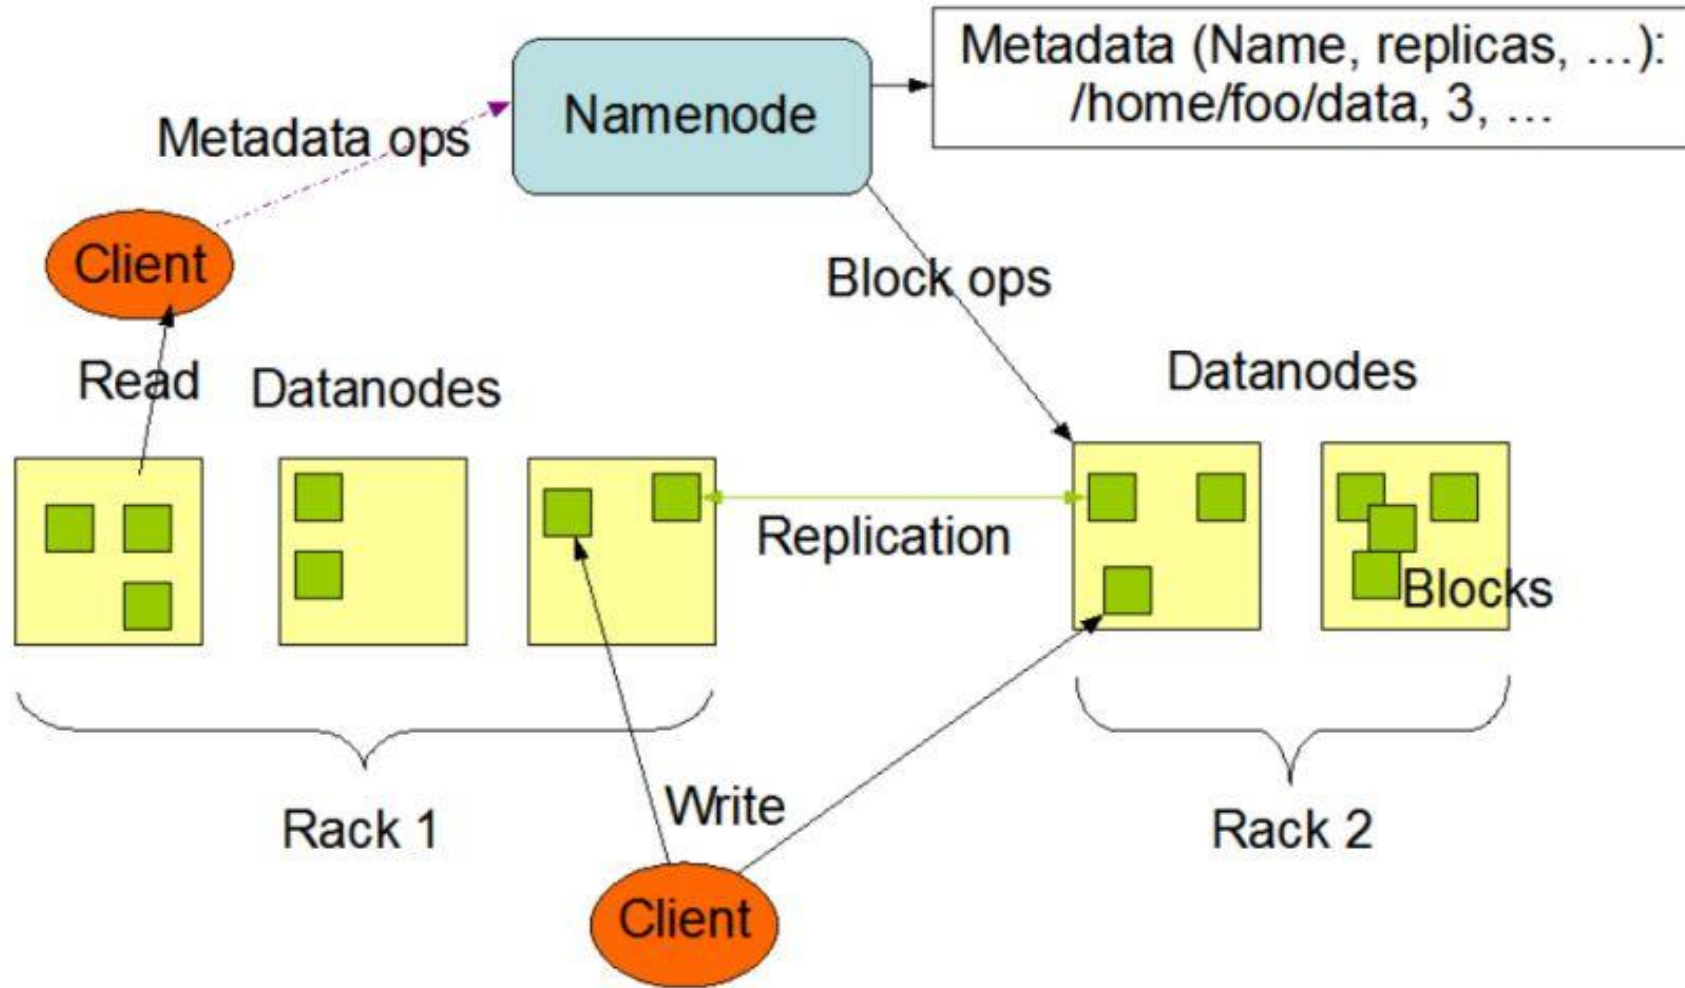 Metadata (Name, replicas, …):
/home/foo/data, 3, …
Namenode
Metadata ops
Client
Block ops
Read
Datanodes
Datanodes
Replication
Blocks
Write
Rack 1
Rack 2
Client